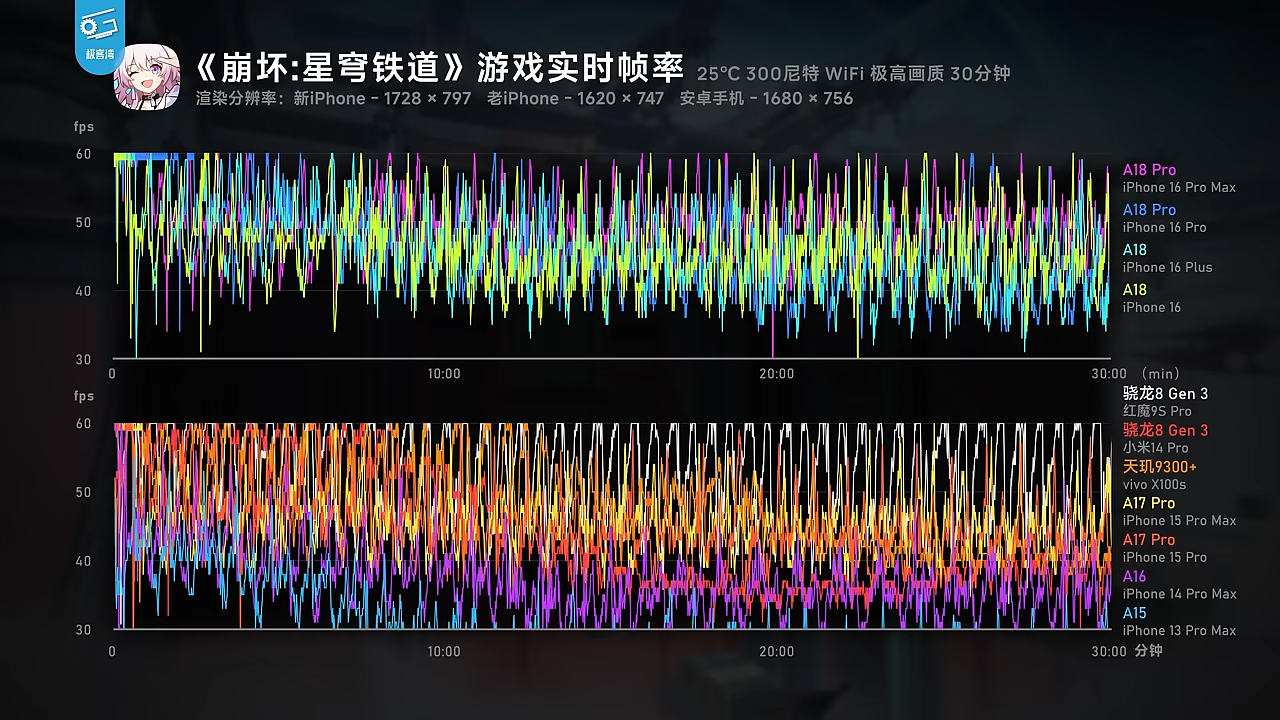 极客湾
《崩坏:星穹铁道》游戏实时帧率 25℃ 300尼特 WiFi 极高画质 30分钟
渲染分辨率: 新iPhone - 1728 × 797 老iPhone - 1620 × 747 安卓手机 - 1680 × 756
fps
60
50
40
30
0 10:00 20:00 30:00 (min)
A18 Pro
iPhone 16 Pro Max
A18 Pro
iPhone 16 Pro
A18
iPhone 16 Plus
A18
iPhone 16
fps
60
50
40
30
0 10:00 20:00 30:00 分钟
骁龙8 Gen 3
红魔9S Pro
骁龙8 Gen 3
小米14 Pro
天玑9300+
vivo X100s
A17 Pro
iPhone 15 Pro Max
A17 Pro
iPhone 15 Pro
A16
iPhone 14 Pro Max
A15
iPhone 13 Pro Max